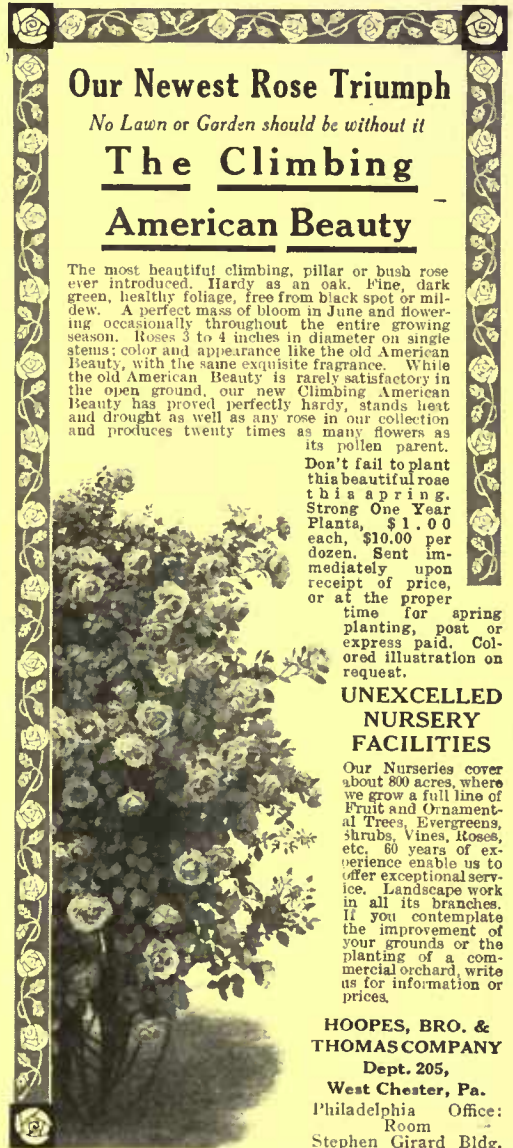 Our Newest Rose Triumph
No Lawn or Garden should be without it
The Climbing
American Beauty
The most beautiful climbing, pillar or bush rose
ever introduced. Hardy as an oak. Fine, dark
green, healthy foliage, free from black spot or mil-
dew. A perfect mass of bloom in June and flower-
ing occasionally throughout the entire growing
season. Roses 3 to 4 inches in diameter on single
stems; color and appearance like the old American
Beauty, with the same exquisite fragrance. While
the old American Beauty is rarely satisfactory in
the open ground, our new Climbing American
Beauty has proved perfectly hardy, stands heat
and drought as well as any rose in our collection
and produces twenty times as many flowers as
its pollen parent.
Don't fail to plant
this beautiful rose
this spring.
Strong One Year
Plants, $1.00
each, $10.00 per
dozen. Sent im-
mediately upon
receipt of price,
or at the proper
time for spring
planting, post or
express paid. Col-
ored illustration on
request.
UNEXCELLED
NURSERY
FACILITIES
Our Nurseries cover
about 800 acres, where
we grow a full line of
Fruit and Ornament-
al Trees, Evergreens,
Shrubs, Vines, Roses,
etc. 60 years of ex-
perience enable us to
offer exceptional serv-
ice. Landscape work
in all its branches.
If you contemplate
the improvement of
your grounds or the
planting of a com-
mercial orchard, write
us for information or
prices.
HOOPES, BRO. &
THOMAS COMPANY
Dept. 205,
West Chester, Pa.
Philadelphia Office:
Room
Stephen Girard Bldg.